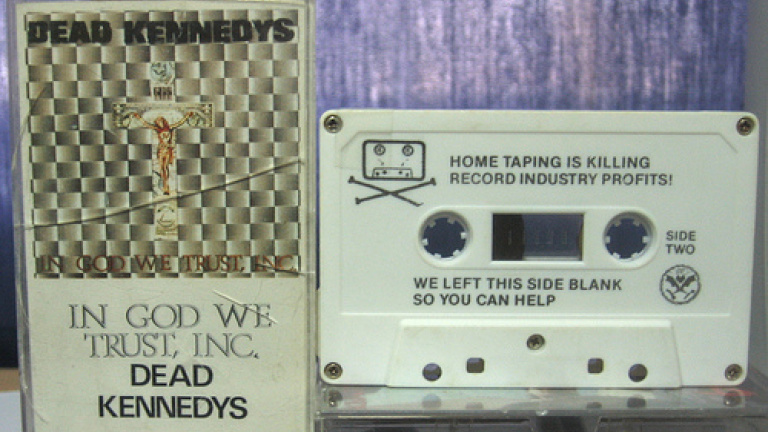 DEAD KENNEDYS
IN GOD WE TRUST, INC.
IN GOD WE
TRUST, INC.
DEAD
KENNEDYS
HOME TAPING IS KILLING
RECORD INDUSTRY PROFITS!
SIDE
TWO
WE LEFT THIS SIDE BLANK
SO YOU CAN HELP